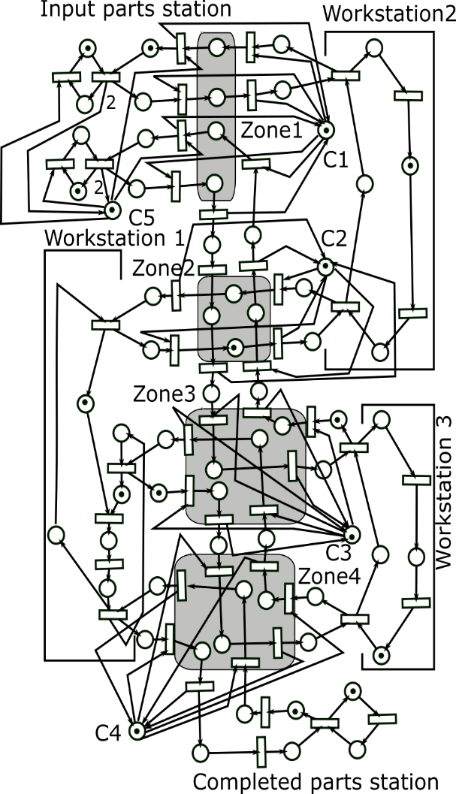 Input parts station
Workstation2
2
Zone1
C1
2
C5
Workstation 1
C2
Zone2
Zone3
Workstation 3
C3
Zone4
C4
Completed parts station